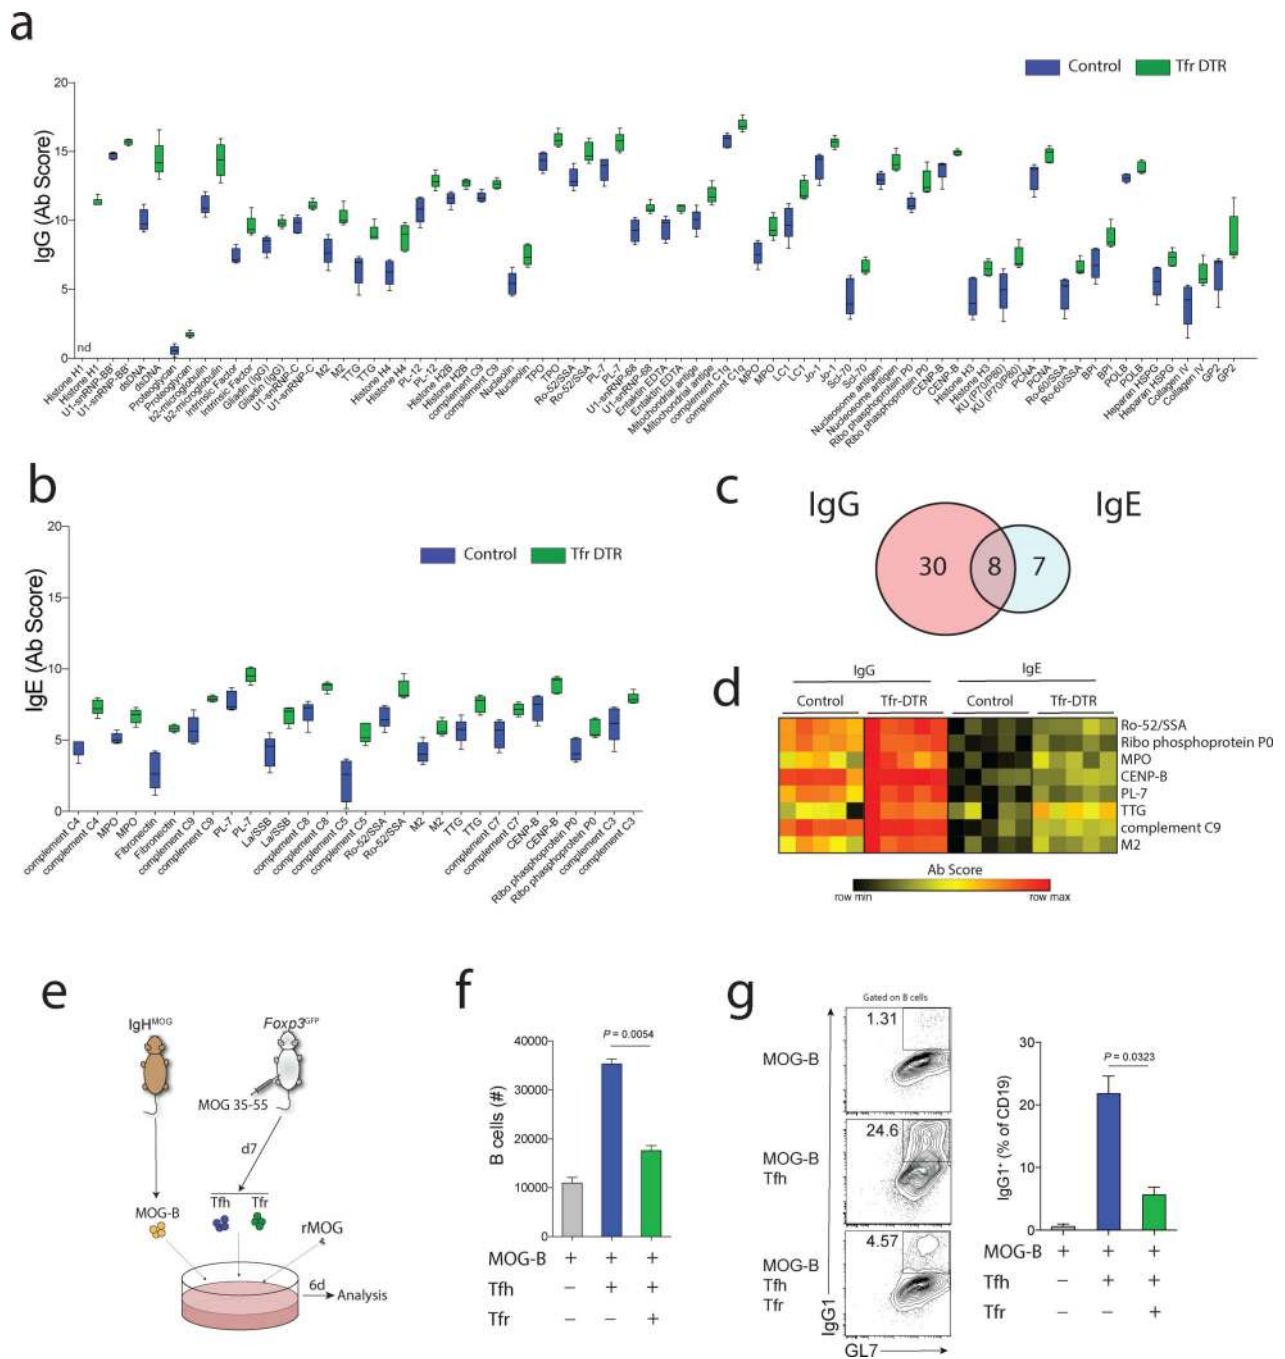 a
Control
Tfr DTR
IgG (Ab Score)
20
15
10
5
0
nd
Histone H1
Histone H1
U1-snRNP-BB'
U1-snRNP-BB'
dsDNA
dsDNA
Proteoglycan
Proteoglycan
b2-microglobulin
b2-microglobulin
Intrinsic Factor
Intrinsic Factor
Gliadin (IgG)
Gliadin (IgG)
U1-snRNP-C
U1-snRNP-C
M2
M2
TTG
TTG
Histone H4
Histone H4
PL-12
PL-12
Histone H2B
Histone H2B
complement C9
complement C9
Nucleolin
Nucleolin
TPO
TPO
Ro-52/SSA
Ro-52/SSA
PL-7
PL-7
U1-snRNP-68
U1-snRNP-68
Entaktin EDTA
Entaktin EDTA
Mitochondrial antige
Mitochondrial antige
complement C1q
complement C1q
MPO
MPO
LC1
LC1
Jo-1
Jo-1
Scl-70
Scl-70
Nucleosome antigen
Nucleosome antigen
Ribo phosphoprotein P0
Ribo phosphoprotein P0
CENP-B
CENP-B
Histone H3
Histone H3
KU (P70/P80)
KU (P70/P80)
PCNA
PCNA
Ro-60/SSA
Ro-60/SSA
BPI
BPI
POLB
POLB
Heparan HSPG
Heparan HSPG
Collagen IV
Collagen IV
GP2
GP2
b
Control
Tfr DTR
IgE (Ab Score)
20
15
10
5
0
complement C4
complement C4
MPO
MPO
Fibronectin
Fibronectin
complement C9
complement C9
PL-7
PL-7
La/SSB
La/SSB
complement C8
complement C8
complement C5
complement C5
Ro-52/SSA
Ro-52/SSA
M2
M2
TTG
TTG
complement C7
complement C7
CENP-B
CENP-B
Ribo phosphoprotein P0
Ribo phosphoprotein P0
complement C3
complement C3
c
IgG
IgE
30
8
7
d
IgG
IgE
Control
Tfr-DTR
Control
Tfr-DTR
Ro-52/SSA
Ribo phosphoprotein P0
MPO
CENP-B
PL-7
TTG
complement C9
M2
Ab Score
row min
row max
e
IgH^MOG
Foxp3^GFP
MOG 35-55
d7
Tfh
Tfr
MOG-B
rMOG
6d
Analysis
f
P = 0.0054
B cells (#)
40000
30000
20000
10000
0
MOG-B + + +
Tfh – + +
Tfr – – +
g
Gated on B cells
1.31
MOG-B
24.6
MOG-B
Tfh
4.57
MOG-B
Tfh
Tfr
IgG1
GL7
P = 0.0323
IgG1⁺ (% of CD19)
30
20
10
0
MOG-B + + +
Tfh – + +
Tfr – – +